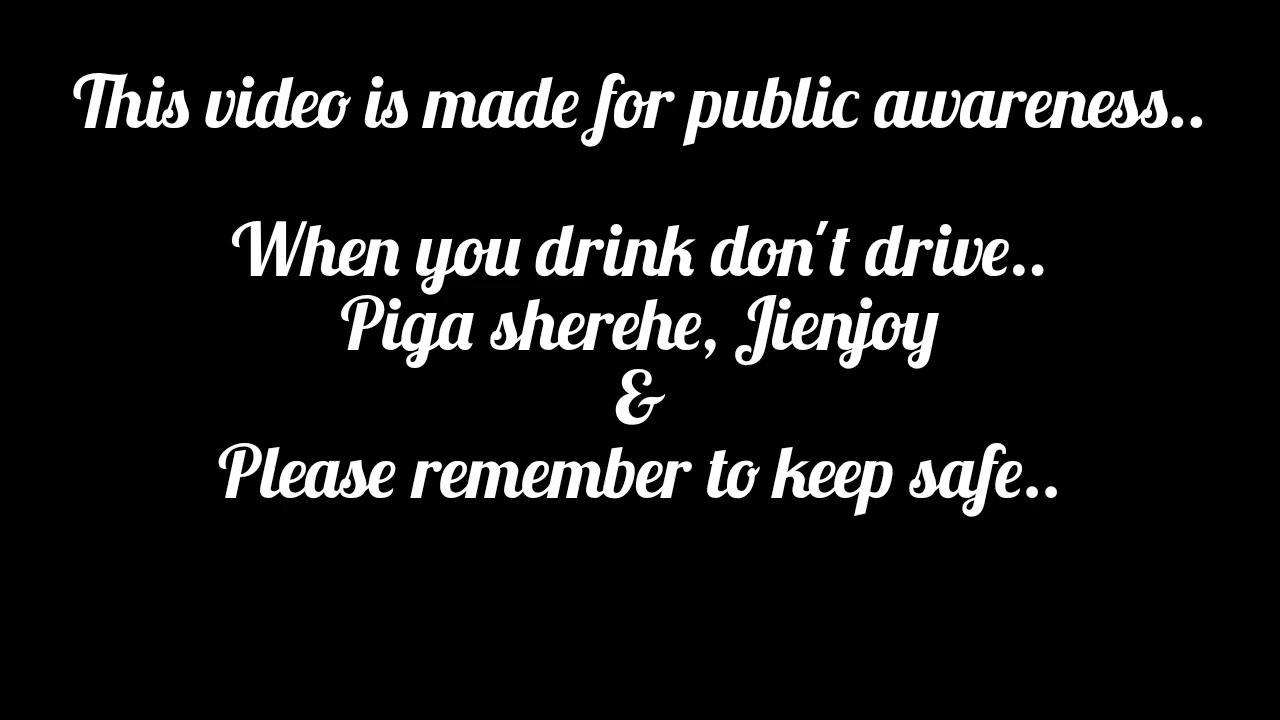 This video is made for public awareness..
When you drink don't drive..
Piga sherehe, Jienjoy
&
Please remember to keep safe..